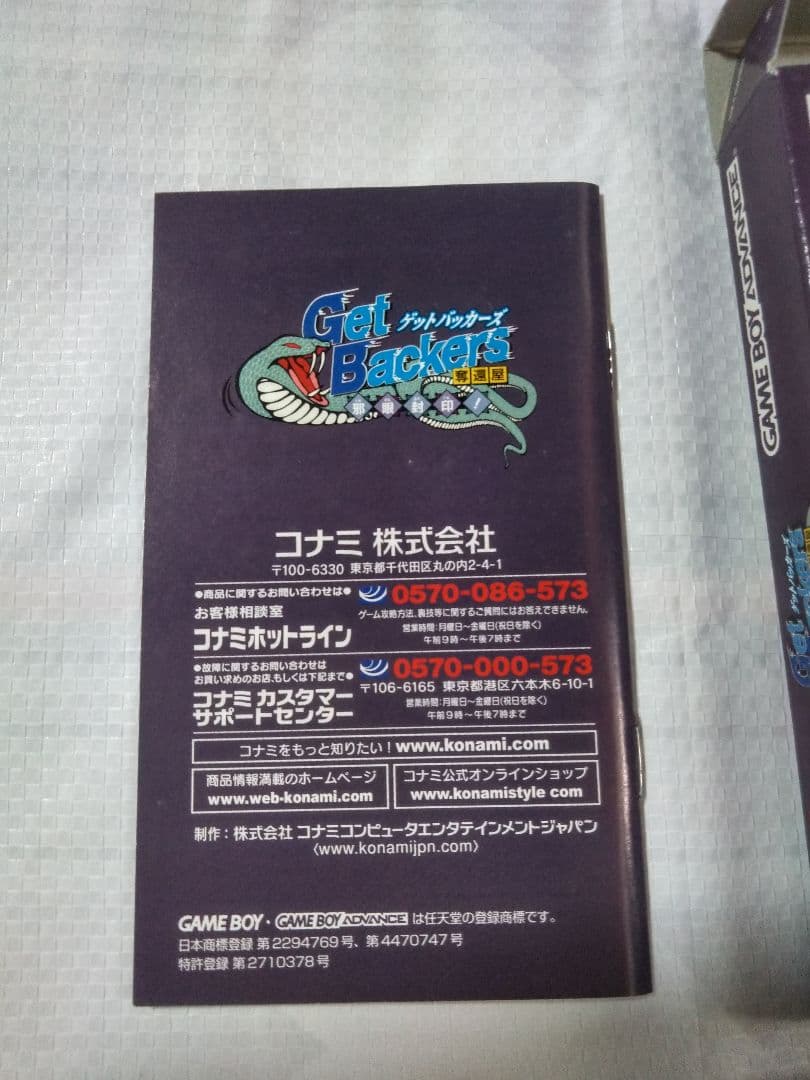 Get
Backers
ゲットバッカーズ
奪還屋
邪眼封印!
コナミ 株式会社
〒100-6330 東京都千代田区丸の内2-4-1
●商品に関するお問い合わせは●
お客様相談室
コナミホットライン
0570-086-573
ゲーム攻略方法、裏技等に関するご質問にはお答えできません。
営業時間:月曜日～金曜日(祝日を除く)
午前9時～午後7時まで
●故障に関するお問い合わせは
お買い求めのお店、もしくは下記まで●
コナミ カスタマー
サポートセンター
0570-000-573
〒106-6165 東京都港区六本木6-10-1
営業時間:月曜日～金曜日(祝日を除く)
午前9時～午後7時まで
コナミをもっと知りたい！www.konami.com
商品情報満載のホームページ
www.web-konami.com
コナミ公式オンラインショップ
www.konamistyle com
制作：株式会社 コナミコンピュータエンタテインメントジャパン
〈www.konamijpn.com〉
GAME BOY・GAME BOY ADVANCE は任天堂の登録商標です。
日本商標登録 第2294769号、第4470747号
特許登録 第2710378号
GAME BOY ADVANCE
Get Backers
ゲットバッカーズ